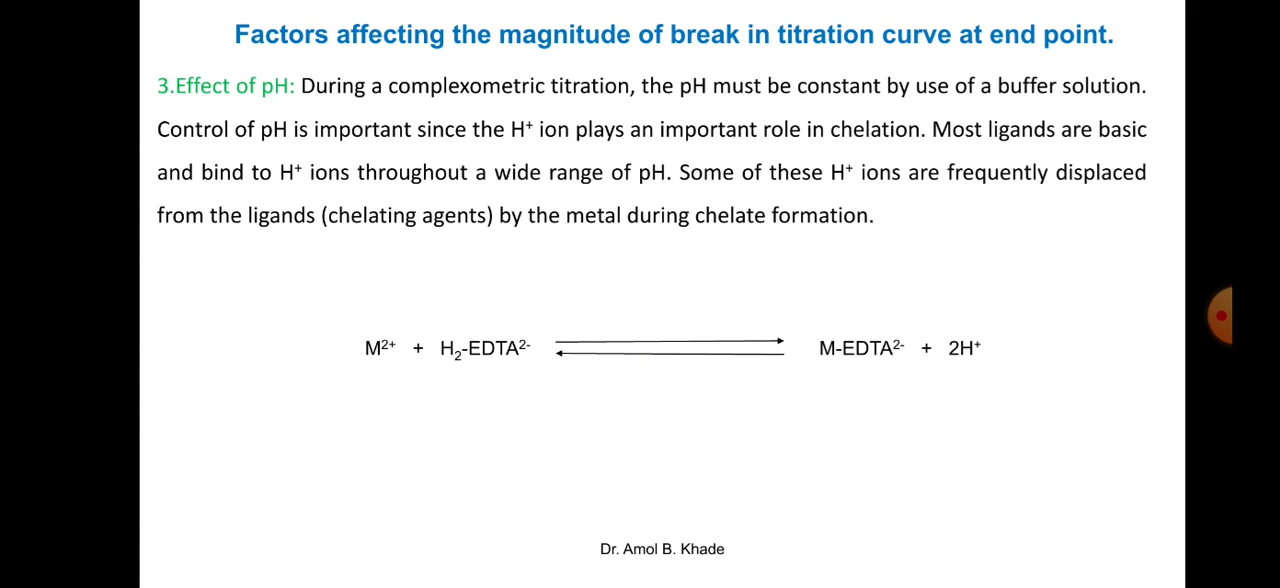 Factors affecting the magnitude of break in titration curve at end point.
3.Effect of pH: During a complexometric titration, the pH must be constant by use of a buffer solution.
Control of pH is important since the H⁺ ion plays an important role in chelation. Most ligands are basic
and bind to H⁺ ions throughout a wide range of pH. Some of these H⁺ ions are frequently displaced
from the ligands (chelating agents) by the metal during chelate formation.
M²⁺ + H₂-EDTA²⁻ ⇌ M-EDTA²⁻ + 2H⁺
Dr. Amol B. Khade